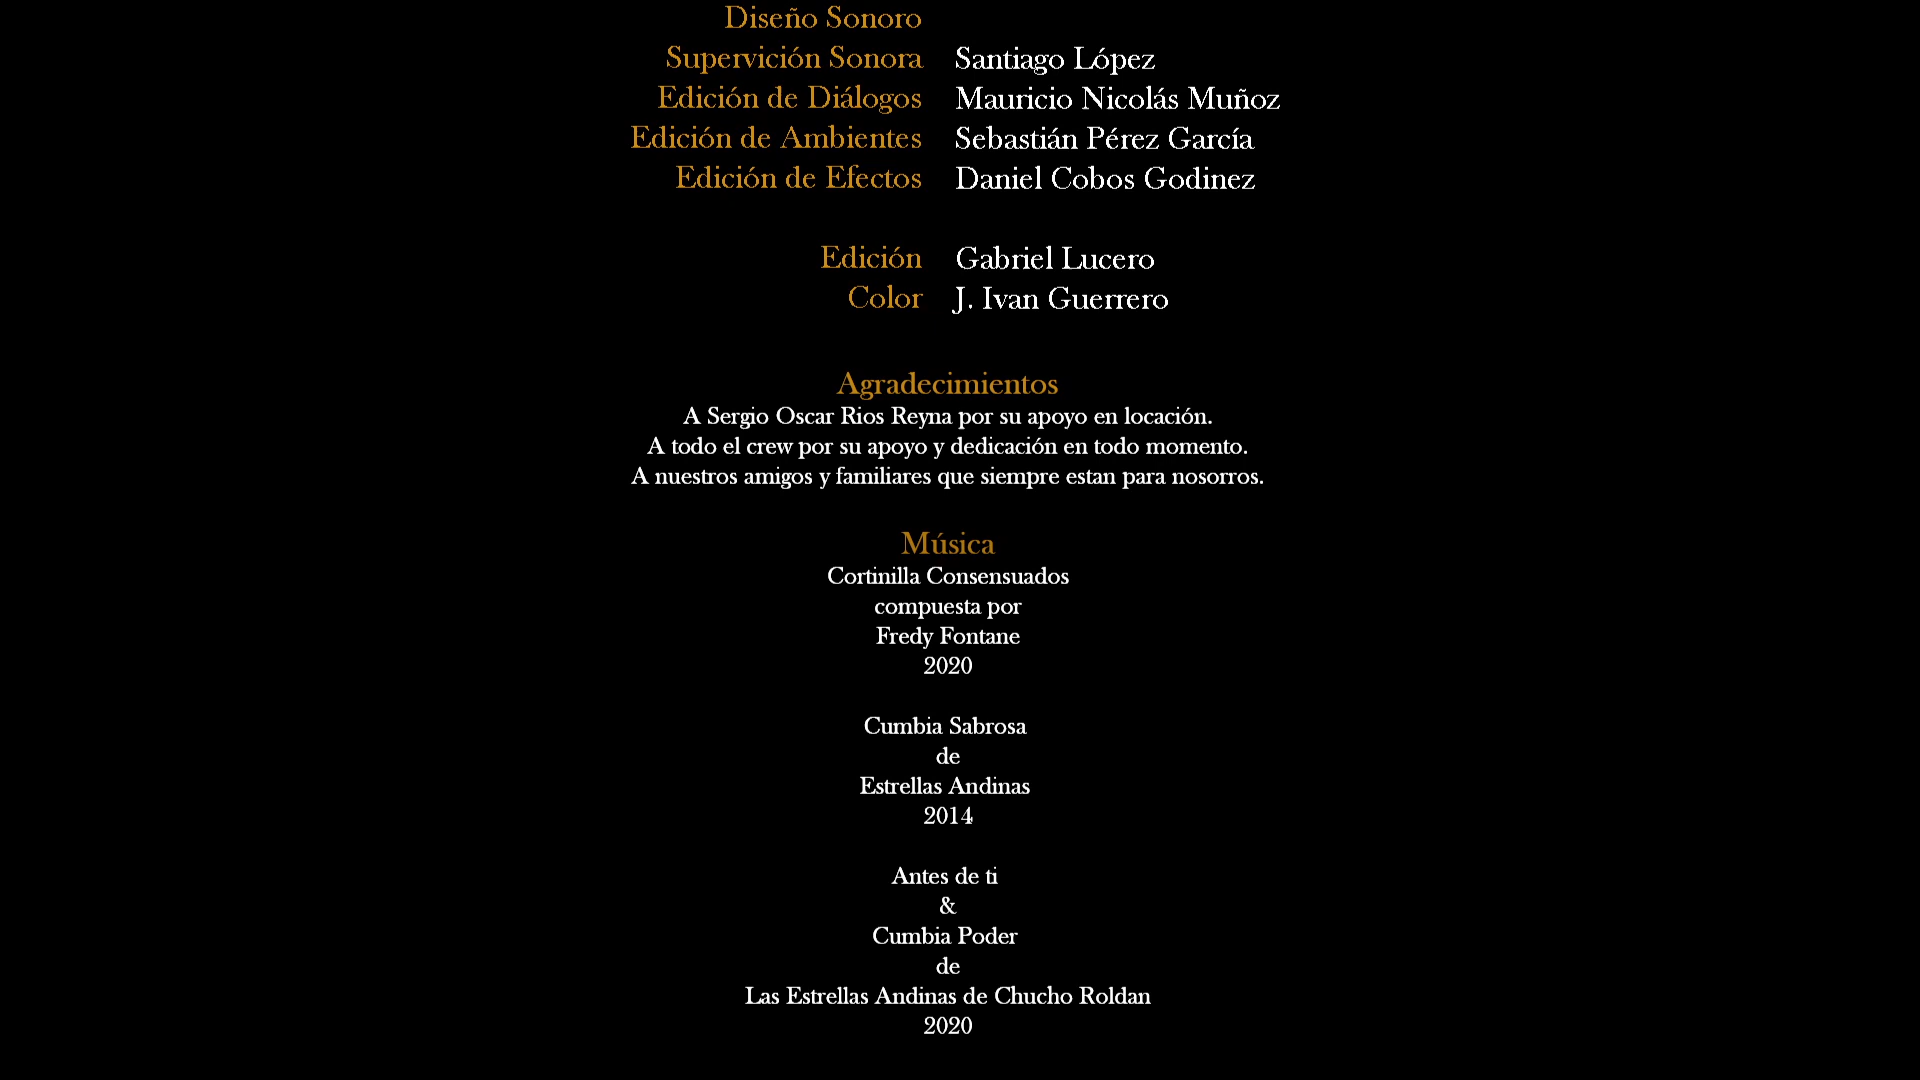 Diseño Sonoro
Supervición Sonora Santiago López
Edición de Diálogos Mauricio Nicolás Muñoz
Edición de Ambientes Sebastián Pérez García
Edición de Efectos Daniel Cobos Godinez
Edición Gabriel Lucero
Color J. Ivan Guerrero
Agradecimientos
A Sergio Oscar Rios Reyna por su apoyo en locación.
A todo el crew por su apoyo y dedicación en todo momento.
A nuestros amigos y familiares que siempre estan para nosorros.
Música
Cortinilla Consensuados
compuesta por
Fredy Fontane
2020
Cumbia Sabrosa
de
Estrellas Andinas
2014
Antes de ti
&
Cumbia Poder
de
Las Estrellas Andinas de Chucho Roldan
2020